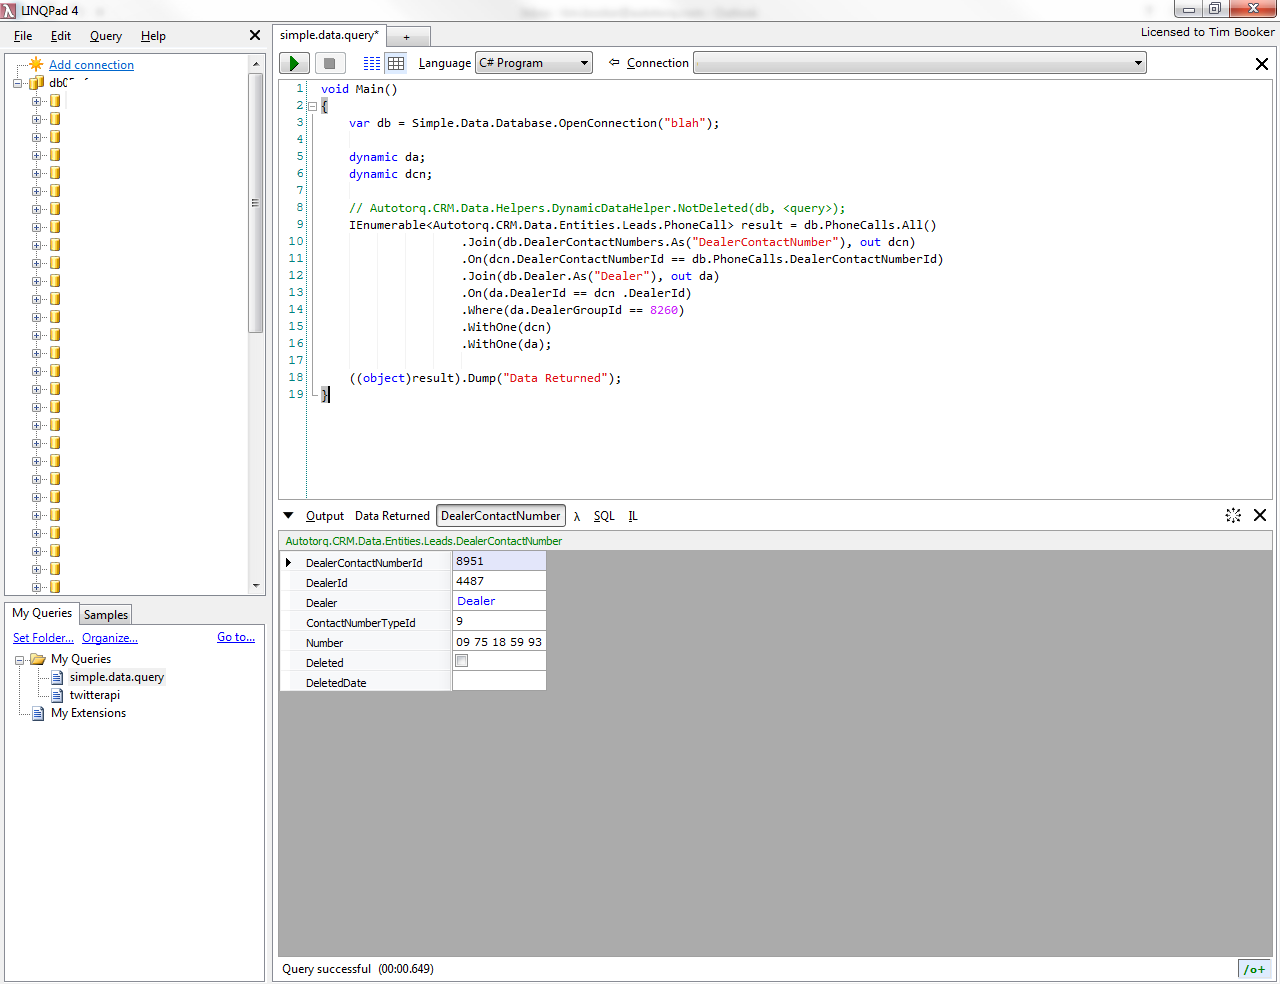 LINQPad 4
File Edit Query Help
Licensed to Tim Booker
Add connection
simple.data.query* +
Language C# Program Connection
1 void Main()
2 {
3 var db = Simple.Data.Database.OpenConnection("blah");
4
5 dynamic da;
6 dynamic dcn;
7
8 // Autotorq.CRM.Data.Helpers.DynamicDataHelper.NotDeleted(db, <query>);
9 IEnumerable<Autotorq.CRM.Data.Entities.Leads.PhoneCall> result = db.PhoneCalls.All()
10 .Join(db.DealerContactNumbers.As("DealerContactNumber"), out dcn)
11 .On(dcn.DealerContactNumberId == db.PhoneCalls.DealerContactNumberId)
12 .Join(db.Dealer.As("Dealer"), out da)
13 .On(da.DealerId == dcn .DealerId)
14 .Where(da.DealerGroupId == 8260)
15 .WithOne(dcn)
16 .WithOne(da);
17
18 ((object)result).Dump("Data Returned");
19 }
Output Data Returned DealerContactNumber λ SQL IL
Autotorq.CRM.Data.Entities.Leads.DealerContactNumber
DealerContactNumberId 8951
DealerId 4487
Dealer Dealer
ContactNumberTypeId 9
Number 09 75 18 59 93
Deleted
DeletedDate
My Queries Samples
Set Folder... Organize... Go to...
My Queries
simple.data.query
twitterapi
My Extensions
Query successful (00:00.649)
/o+